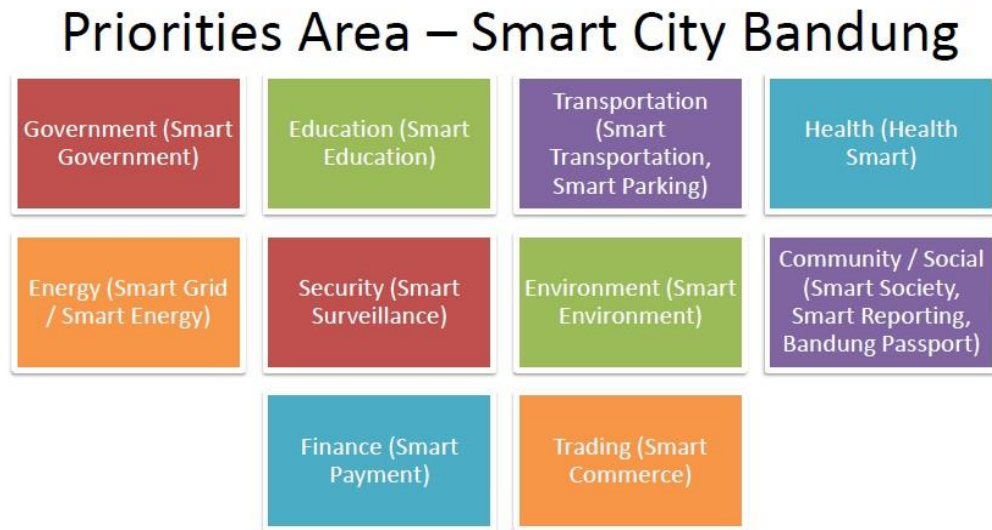 Priorities Area – Smart City Bandung
Government (Smart
Government)
Education (Smart
Education)
Transportation
(Smart
Transportation,
Smart Parking)
Health (Health
Smart)
Energy (Smart Grid
/ Smart Energy)
Security (Smart
Surveillance)
Environment (Smart
Environment)
Community / Social
(Smart Society,
Smart Reporting,
Bandung Passport)
Finance (Smart
Payment)
Trading (Smart
Commerce)